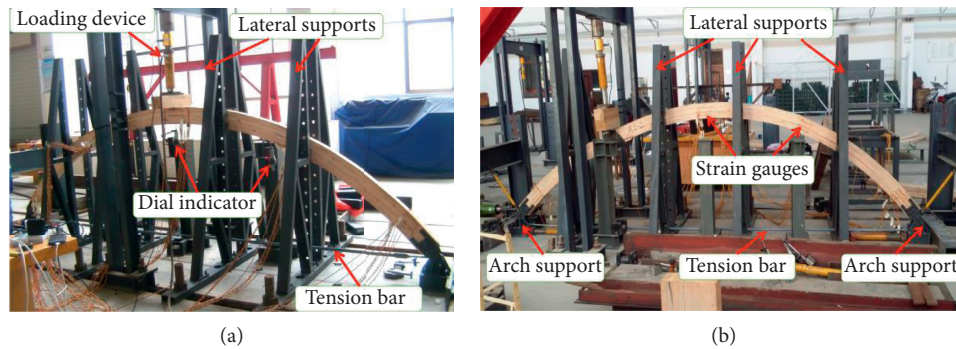 Loading device
Lateral supports
Dial indicator
Tension bar
(a)
Lateral supports
Strain gauges
Arch support
Tension bar
Arch support
(b)